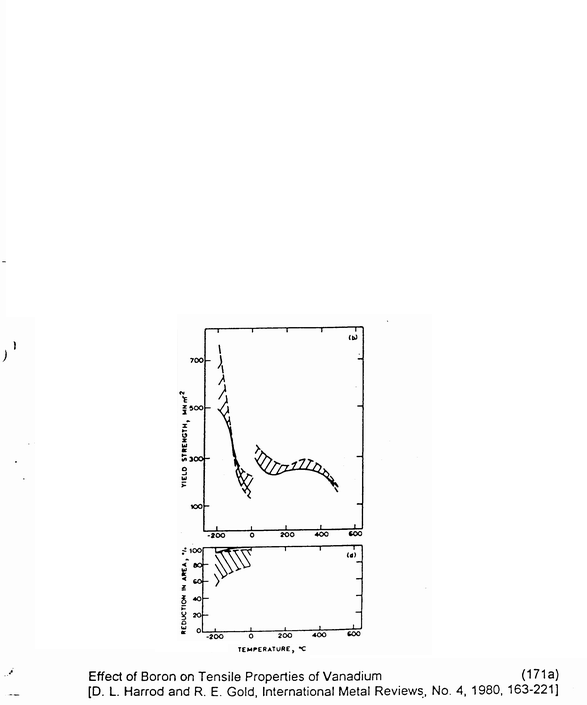 (b)
700
500
300
100
YIELD STRENGTH, MN m-2
-200 0 200 400 600
(d)
100
80
60
40
20
0
REDUCTION IN AREA, %
-200 0 200 400 600
TEMPERATURE, °C
Effect of Boron on Tensile Properties of Vanadium (171a)
[D. L. Harrod and R. E. Gold, International Metal Reviews, No. 4, 1980, 163-221]